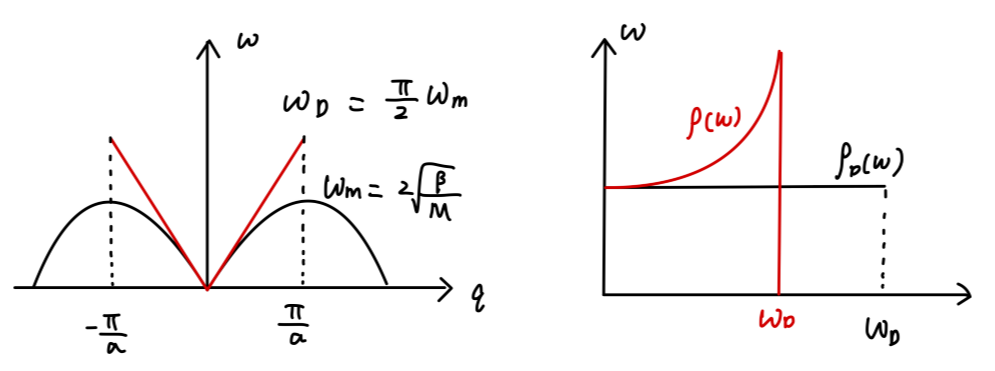 ω
ω_D = π/2 ω_m
ω_m = 2√(β/M)
q
-π/a
π/a
ω
ρ(ω)
ρ_D(ω)
ω_D
ω_D